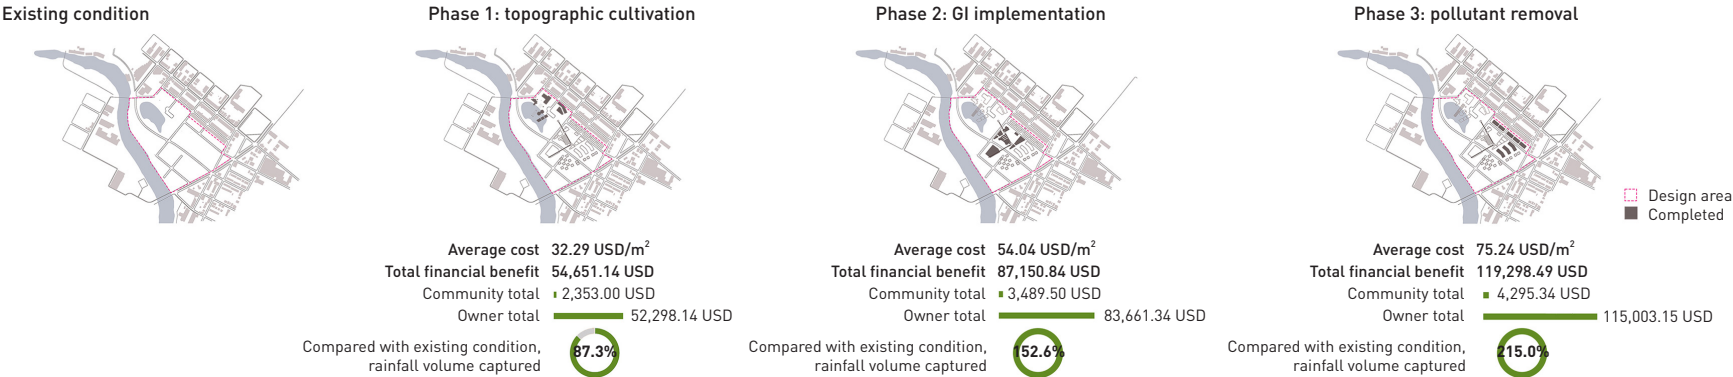 Existing condition
Phase 1: topographic cultivation
Phase 2: GI implementation
Phase 3: pollutant removal
Design area
Completed
Average cost 32.29 USD/m²
Total financial benefit 54,651.14 USD
Community total 2,353.00 USD
Owner total 52,298.14 USD
Compared with existing condition,
rainfall volume captured
87.3%
Average cost 54.04 USD/m²
Total financial benefit 87,150.84 USD
Community total 3,489.50 USD
Owner total 83,661.34 USD
Compared with existing condition,
rainfall volume captured
152.6%
Average cost 75.24 USD/m²
Total financial benefit 119,298.49 USD
Community total 4,295.34 USD
Owner total 115,003.15 USD
Compared with existing condition,
rainfall volume captured
215.0%